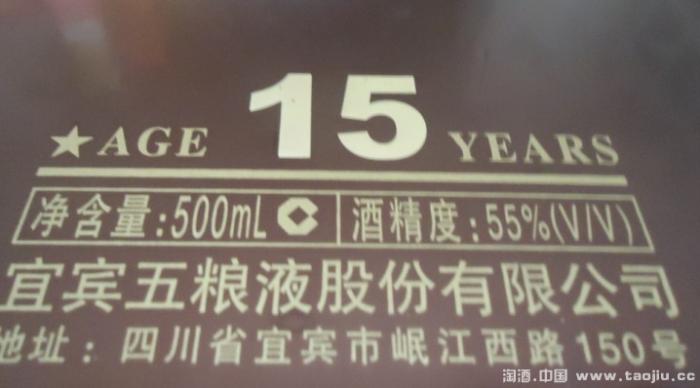 ★AGE 15 YEARS
净含量:500mL 酒精度:55%(V/V)
宜宾五粮液股份有限公司
地址:四川省宜宾市岷江西路150号
淘酒.中国 www.taojiu.cc